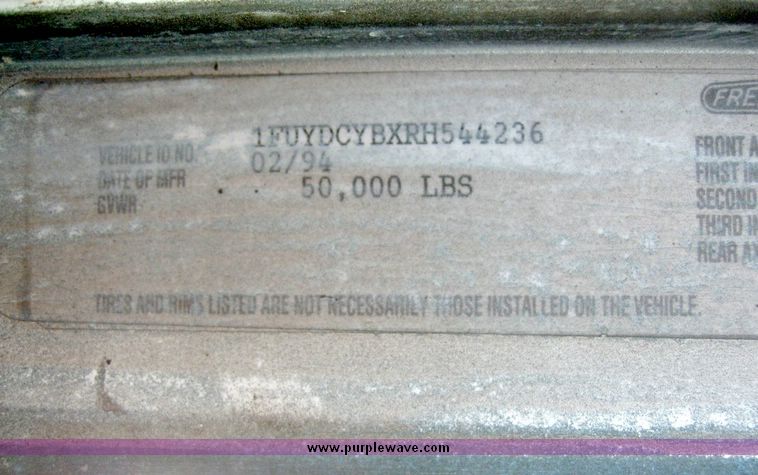 FRE
VEHICLE ID NO. 1FUYDCYBXRH544236
DATE OF MFR 02/94
GVWR 50,000 LBS
FRONT A
FIRST IN
SECOND
THIRD IN
REAR AX
TIRES AND RIMS LISTED ARE NOT NECESSARILY THOSE INSTALLED ON THE VEHICLE.
www.purplewave.com